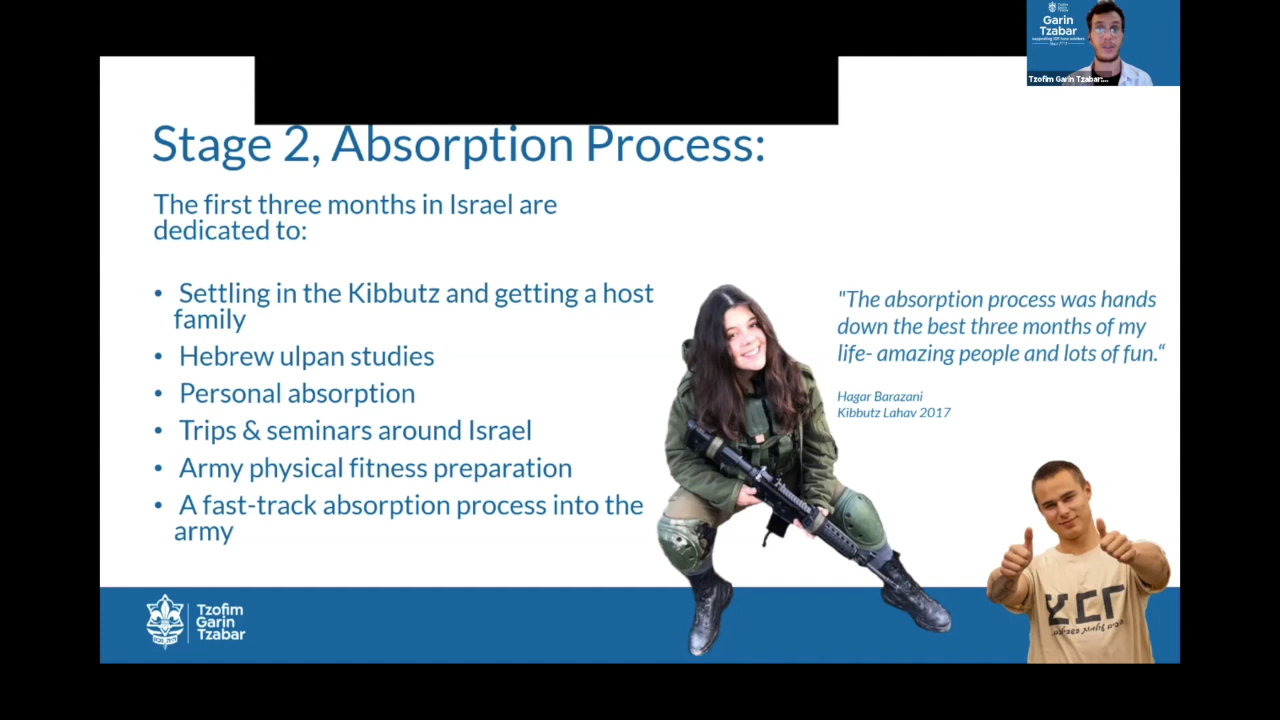 Garin
Tzabar
Tzofim Garin Tzabar:...
Stage 2, Absorption Process:
The first three months in Israel are
dedicated to:
• Settling in the Kibbutz and getting a host
family
• Hebrew ulpan studies
• Personal absorption
• Trips & seminars around Israel
• Army physical fitness preparation
• A fast-track absorption process into the
army
"The absorption process was hands
down the best three months of my
life- amazing people and lots of fun.“
Hagar Barazani
Kibbutz Lahav 2017
Tzofim
Garin
Tzabar